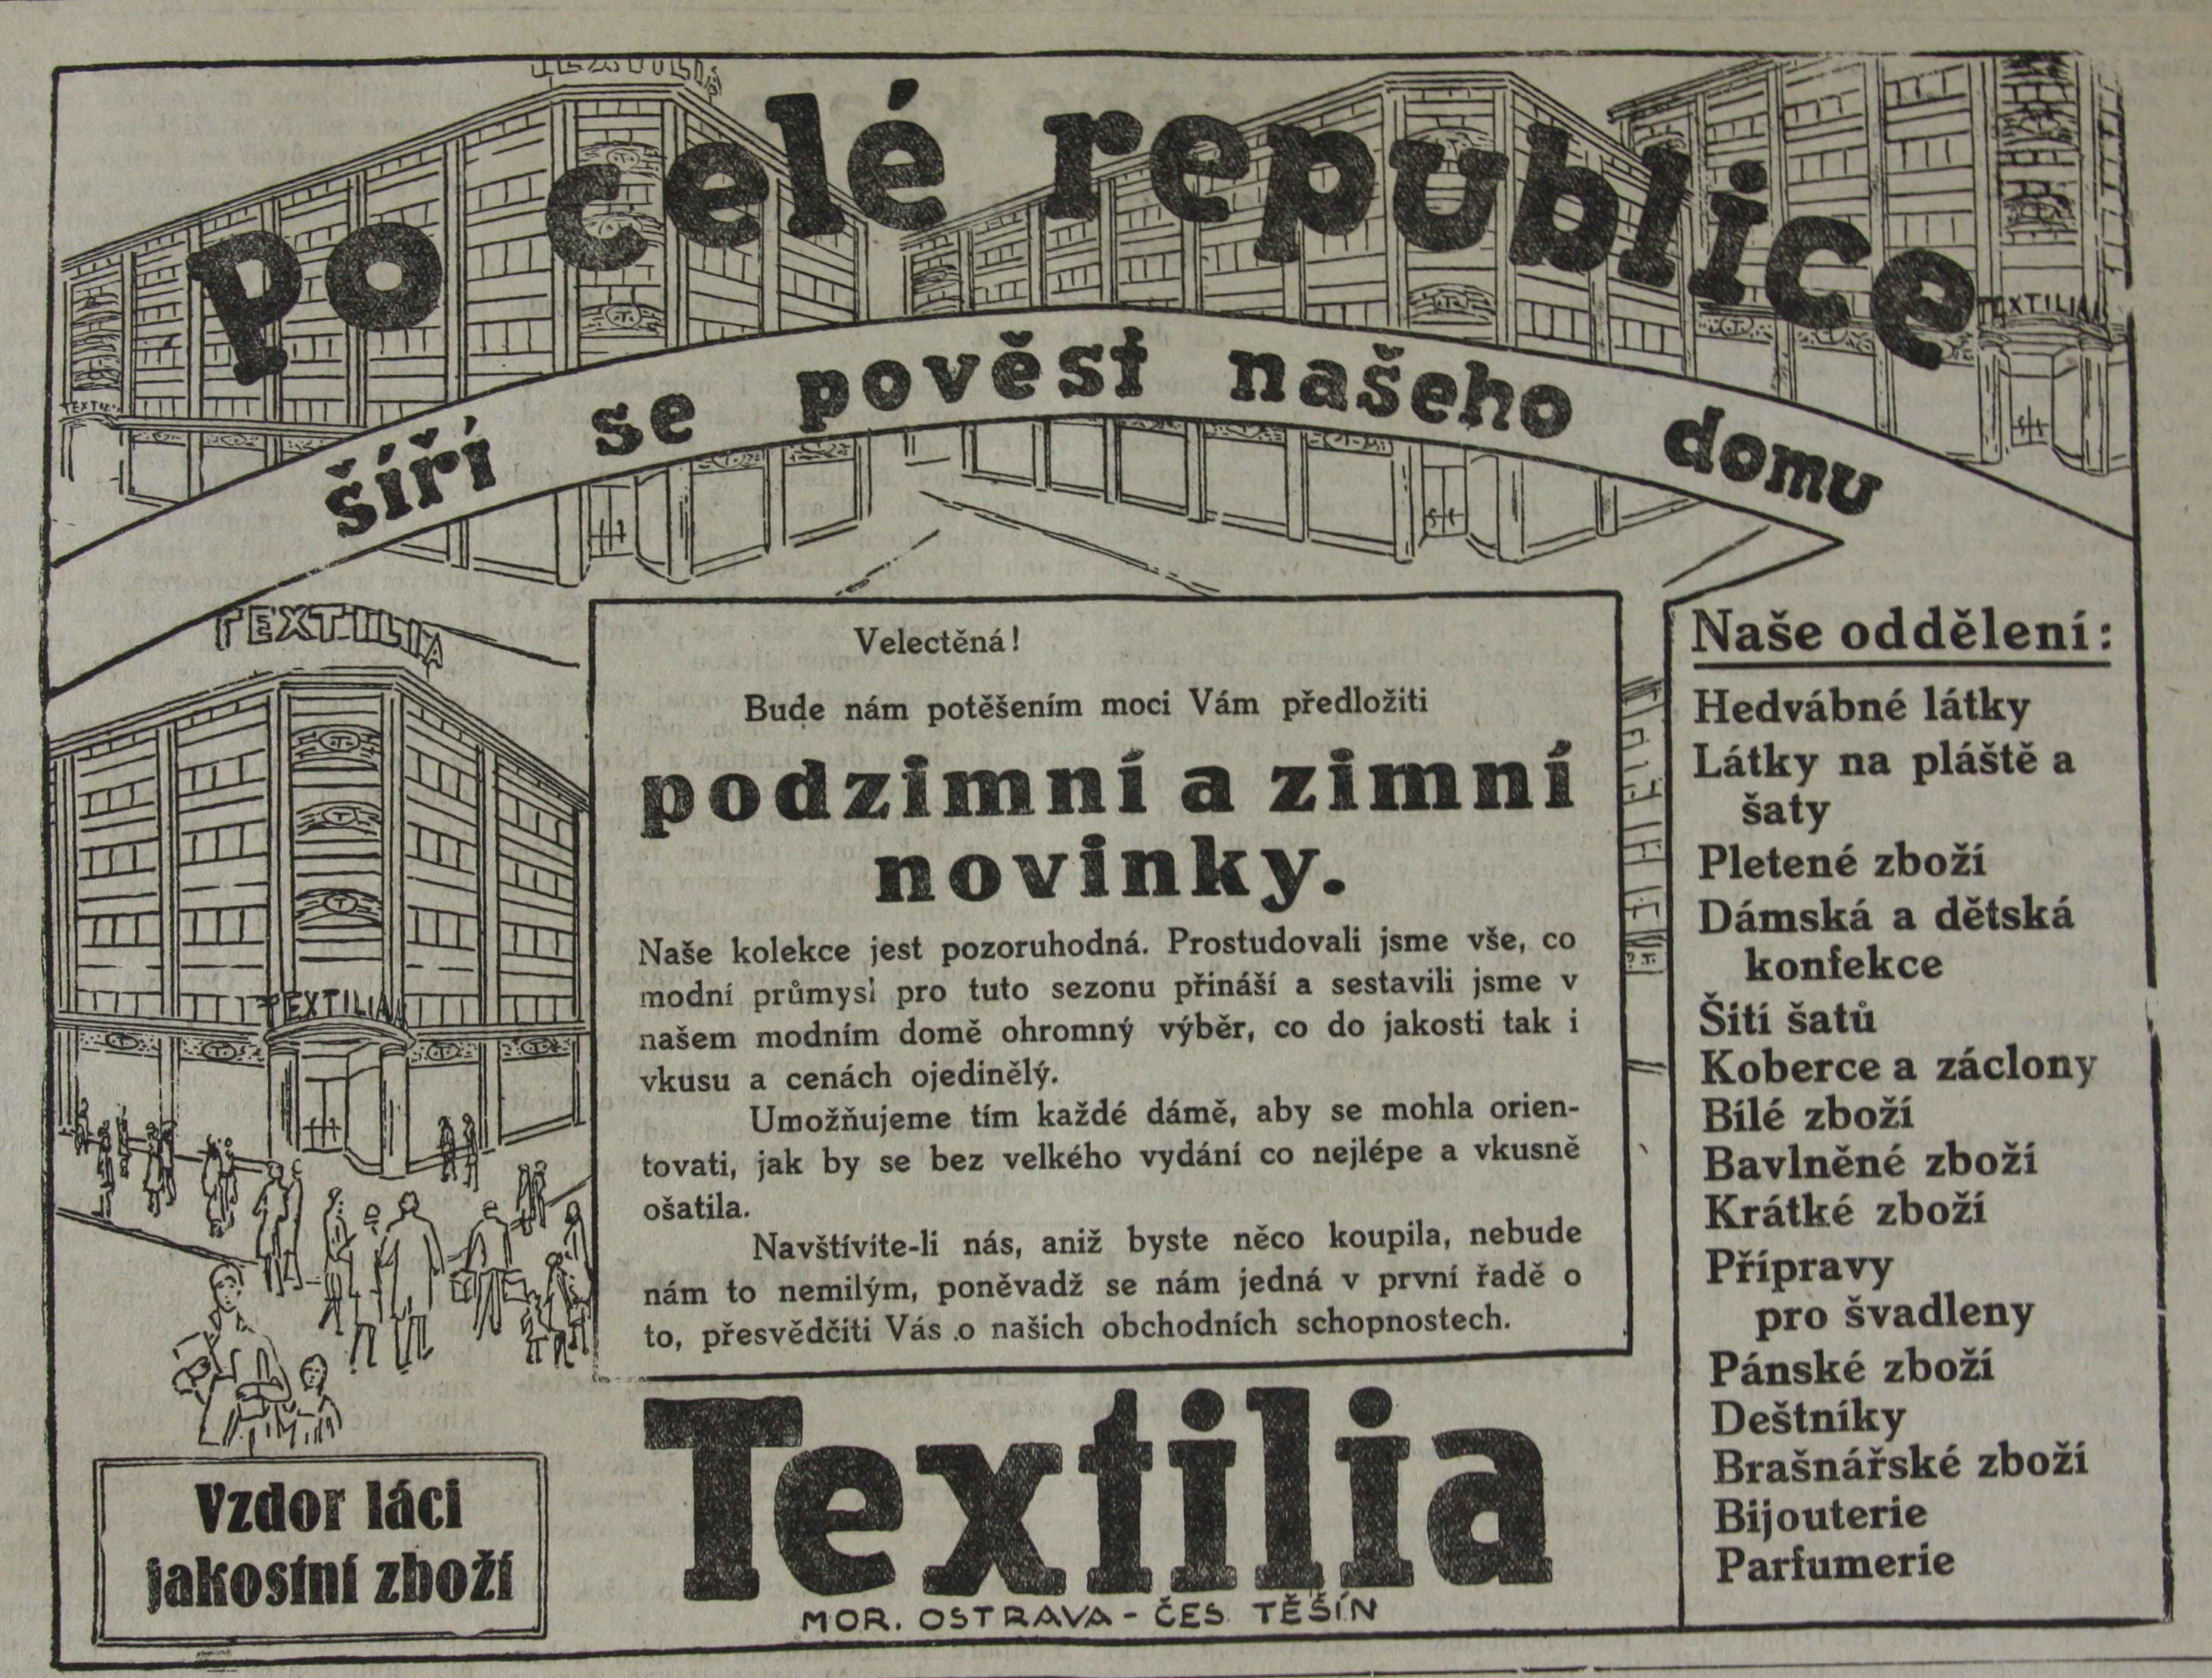 TEXTILIA
po celé republice
TEXTILIA
šíří se pověst našeho domu
TEXTILIA
TEXTILIA
Velectěná!
Bude nám potěšením moci Vám předložiti
podzimní a zimní
novinky.
Naše kolekce jest pozoruhodná. Prostudovali jsme vše, co
modní průmysl pro tuto sezonu přináší a sestavili jsme v
našem modním domě ohromný výběr, co do jakosti tak i
vkusu a cenách ojedinělý.
Umožňujeme tím každé dámě, aby se mohla orien-
tovati, jak by se bez velkého vydání co nejlépe a vkusně
ošatila.
Navštívíte-li nás, aniž byste něco koupila, nebude
nám to nemilým, poněvadž se nám jedná v první řadě o
to, přesvědčiti Vás o našich obchodních schopnostech.
Textilia
MOR. OSTRAVA - ČES. TĚŠÍN
Vzdor láci
jakostní zboží
Naše oddělení:
Hedvábné látky
Látky na pláště a
šaty
Pletené zboží
Dámská a dětská
konfekce
Šití šatů
Koberce a záclony
Bílé zboží
Bavlněné zboží
Krátké zboží
Přípravy
pro švadleny
Pánské zboží
Deštníky
Brašnářské zboží
Bijouterie
Parfumerie